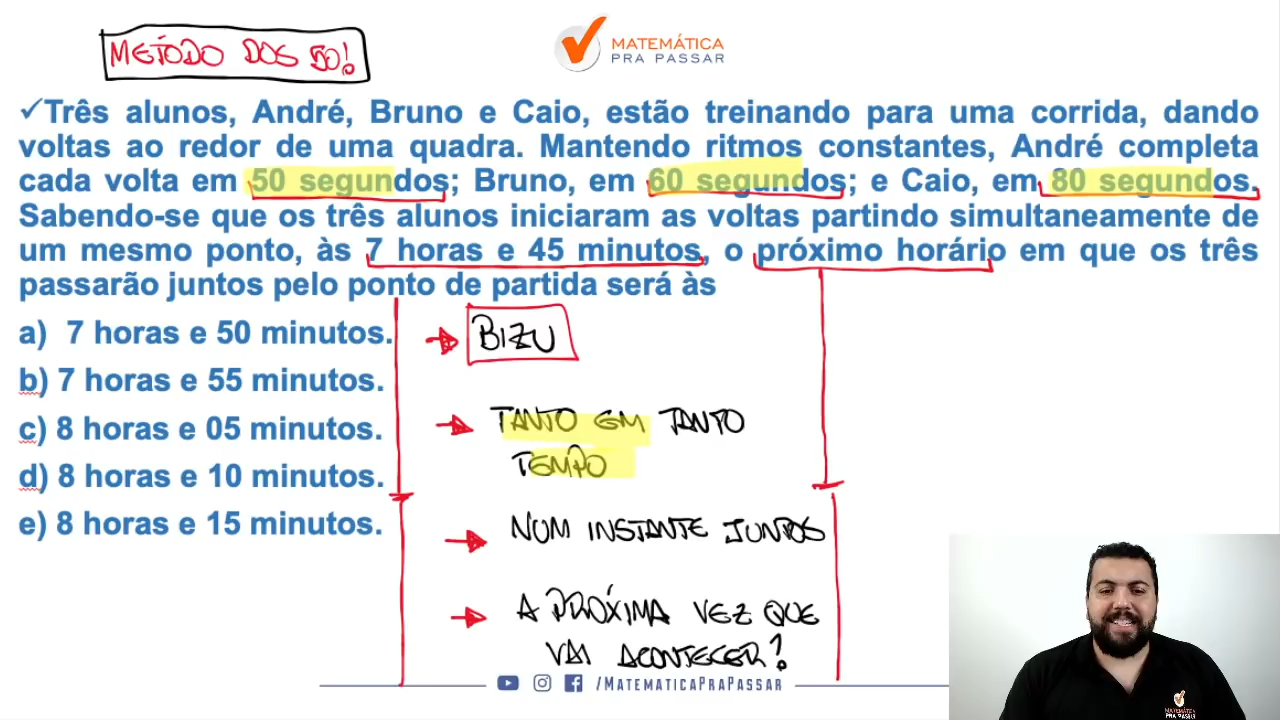 METÓDO DOS 50!
MATEMÁTICA
PRA PASSAR
✓Três alunos, André, Bruno e Caio, estão treinando para uma corrida, dando
voltas ao redor de uma quadra. Mantendo ritmos constantes, André completa
cada volta em 50 segundos; Bruno, em 60 segundos; e Caio, em 80 segundos.
Sabendo-se que os três alunos iniciaram as voltas partindo simultaneamente de
um mesmo ponto, às 7 horas e 45 minutos, o próximo horário em que os três
passarão juntos pelo ponto de partida será às
a) 7 horas e 50 minutos.
b) 7 horas e 55 minutos.
c) 8 horas e 05 minutos.
d) 8 horas e 10 minutos.
e) 8 horas e 15 minutos.
BIZU
TANTO EM TANTO
TEMPO
NUM INSTANTE JUNTOS
A PRÓXIMA VEZ QUE
VAI ACONTECER?
/MATEMATICAPRAPASSAR
MATEMÁTICA
PRA PASSAR